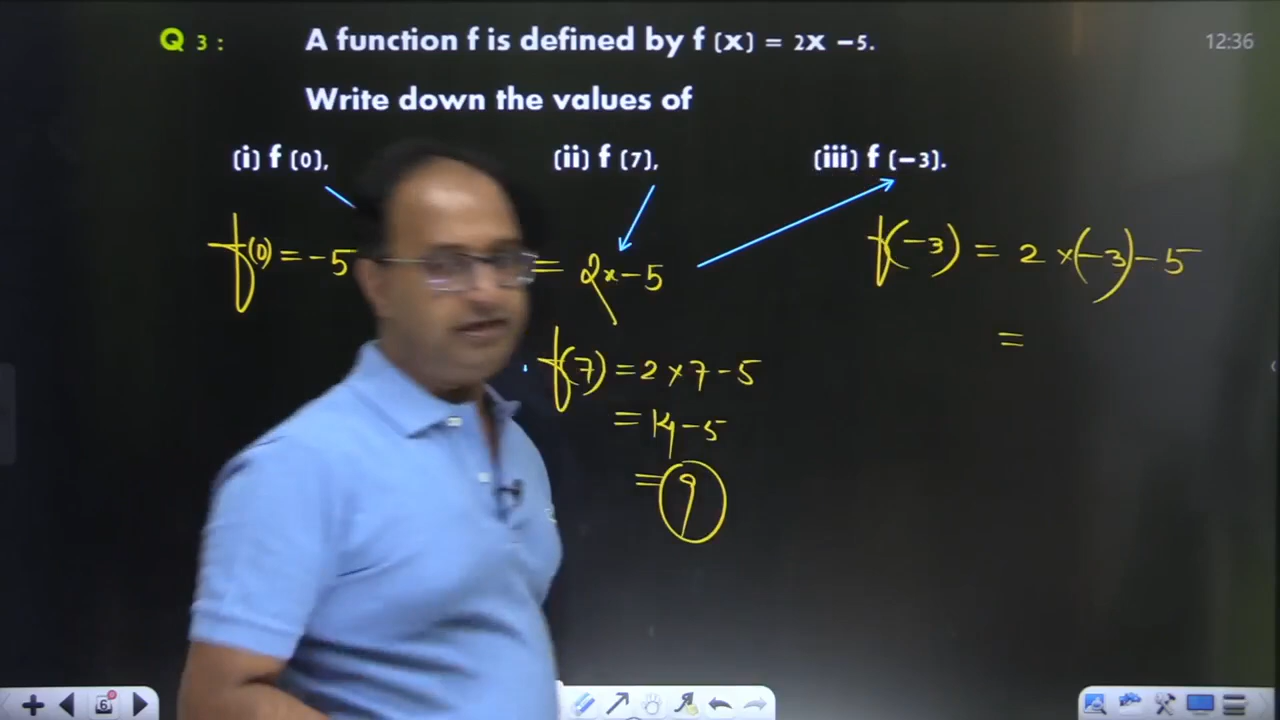 Q 3 : A function f is defined by f (x) = 2x –5.
12:36
Write down the values of
(i) f (0), (ii) f (7), (iii) f (–3).
f(0) = -5
= 2x-5
f(-3) = 2 ×(-3)-5
=
f(7) = 2 × 7 - 5
= 14 - 5
= 9
6